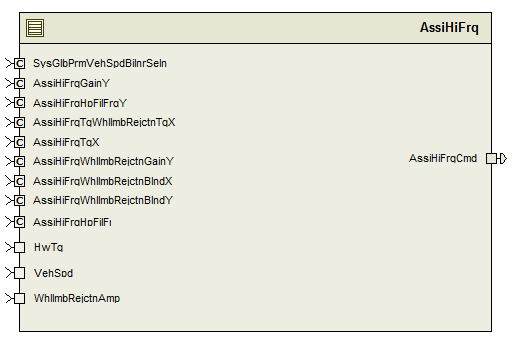 AssiHiFrq
SysGlbPrmVehSpdBilnrSeln
AssiHiFrqGainY
AssiHiFrqHpFilFrqY
AssiHiFrqTqWhlImbRejctnTqX
AssiHiFrqTqX
AssiHiFrqWhlImbRejctnGainY
AssiHiFrqWhlImbRejctnBlndX
AssiHiFrqWhlImbRejctnBlndY
AssiHiFrqHpFilFr
HwTq
VehSpd
WhlImbRejctnAmp
AssiHiFrqCmd
C
C
C
C
C
C
C
C
C